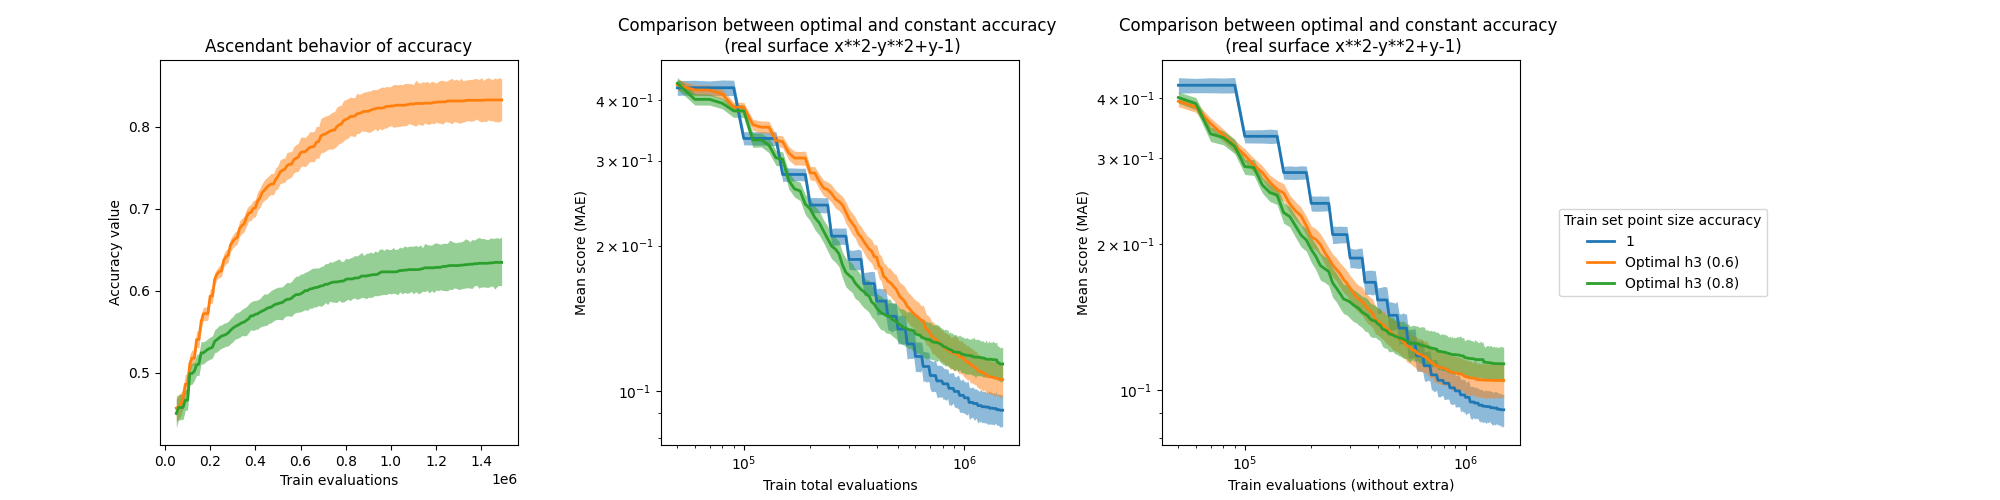 Ascendant behavior of accuracy
Accuracy value
0.8
0.7
0.6
0.5
0.0 0.2 0.4 0.6 0.8 1.0 1.2 1.4
1e6
Train evaluations
Comparison between optimal and constant accuracy
(real surface x**2-y**2+y-1)
Mean score (MAE)
4 × 10⁻¹
3 × 10⁻¹
2 × 10⁻¹
10⁻¹
10⁵ 10⁶
Train total evaluations
Comparison between optimal and constant accuracy
(real surface x**2-y**2+y-1)
Mean score (MAE)
4 × 10⁻¹
3 × 10⁻¹
2 × 10⁻¹
10⁻¹
10⁵ 10⁶
Train evaluations (without extra)
Train set point size accuracy
1
Optimal h3 (0.6)
Optimal h3 (0.8)